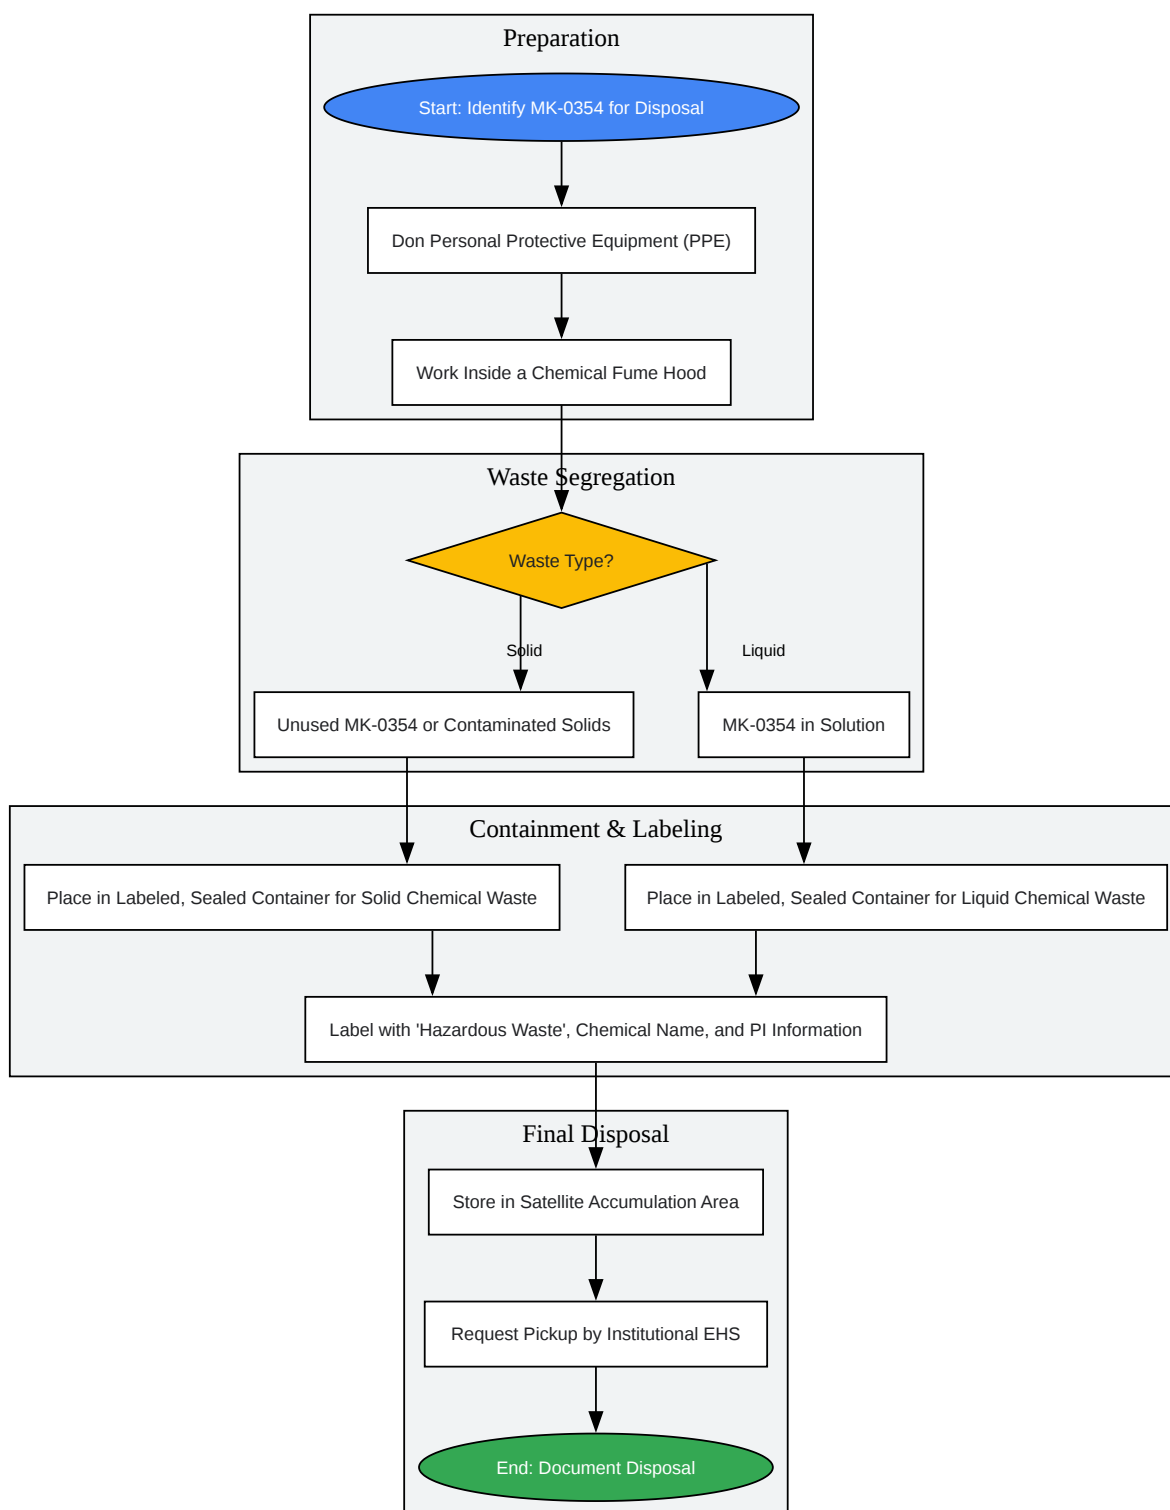 Preparation
Start: Identify MK-0354 for Disposal
Don Personal Protective Equipment (PPE)
Work Inside a Chemical Fume Hood
Waste Segregation
Waste Type?
Solid
Liquid
Unused MK-0354 or Contaminated Solids
MK-0354 in Solution
Containment & Labeling
Place in Labeled, Sealed Container for Solid Chemical Waste
Place in Labeled, Sealed Container for Liquid Chemical Waste
Label with 'Hazardous Waste', Chemical Name, and PI Information
Final Disposal
Store in Satellite Accumulation Area
Request Pickup by Institutional EHS
End: Document Disposal